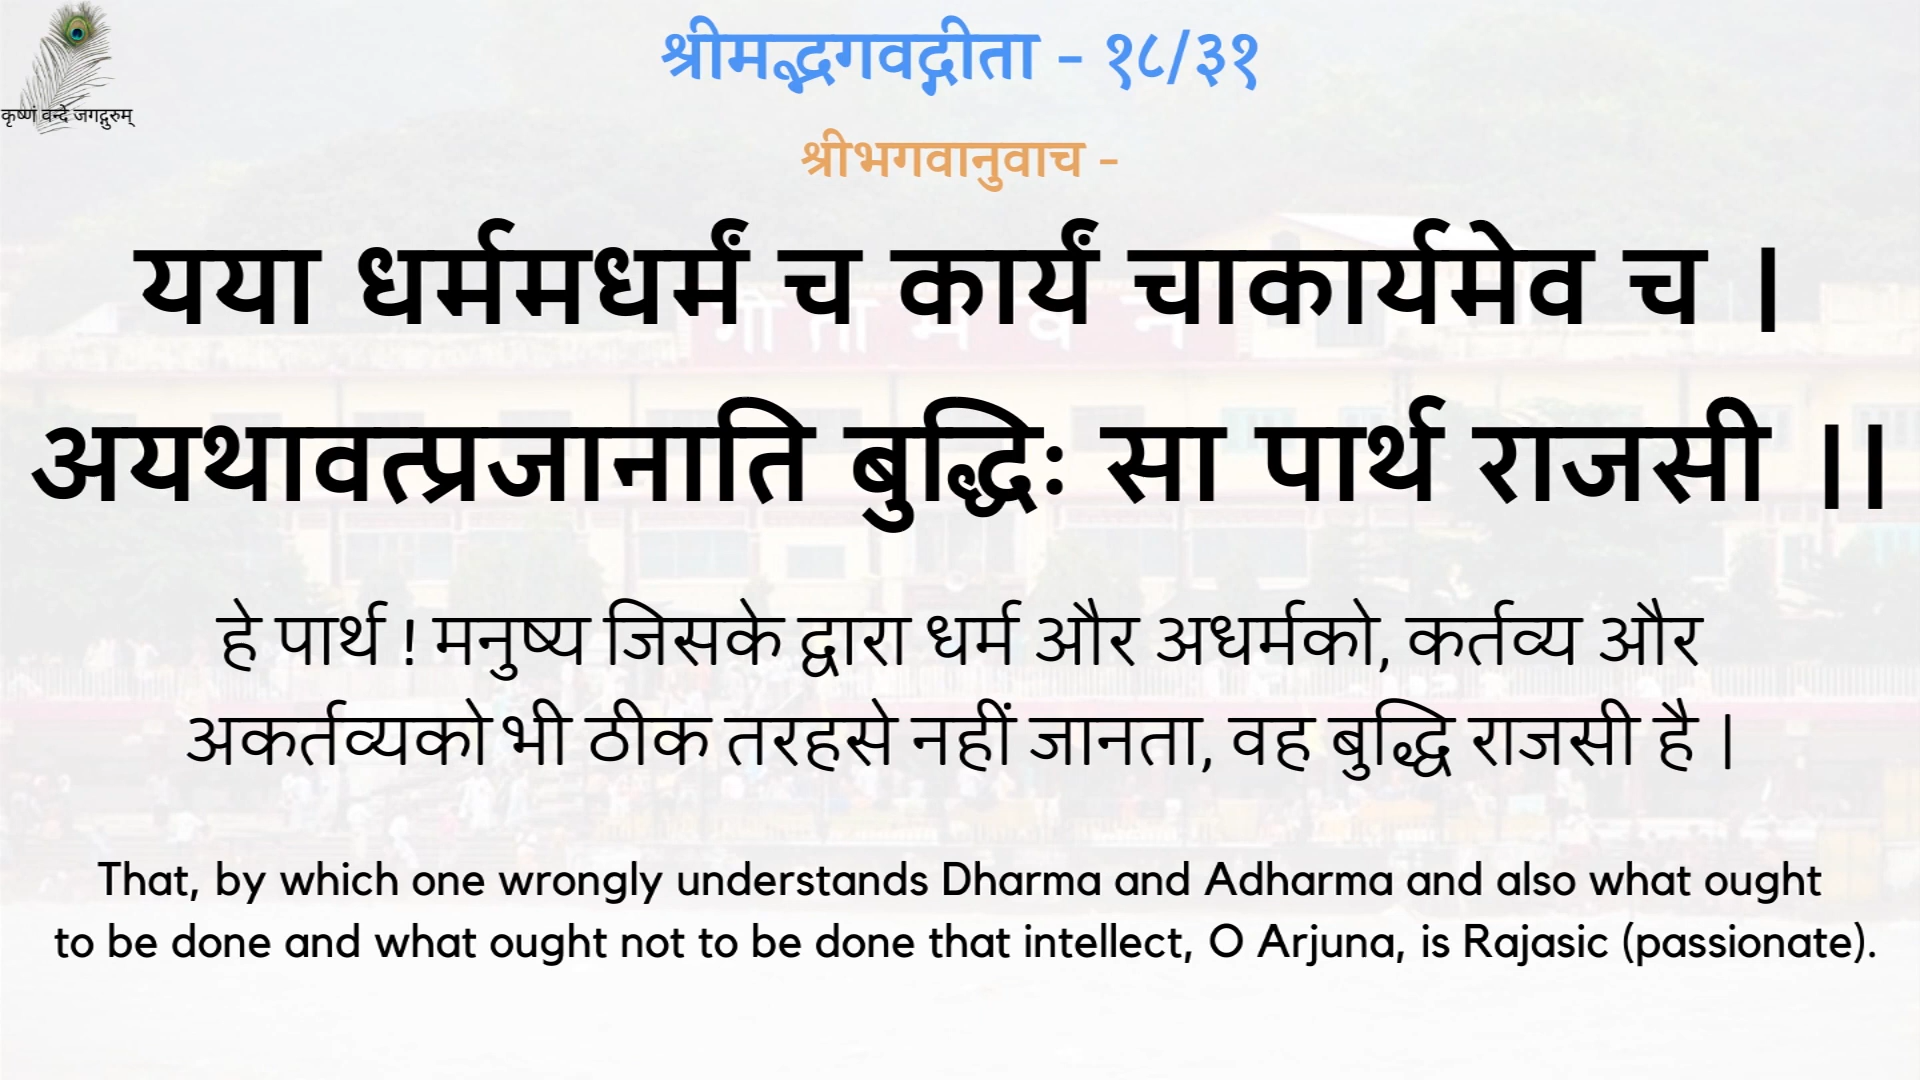 कृष्णं वन्दे जगद्गुरुम्
श्रीमद्भगवद्गीता - १८/३१
श्रीभगवानुवाच -
यया धर्ममधर्मं च कार्यं चाकार्यमेव च ।
गीता भवन
अयथावत्प्रजानाति बुद्धिः सा पार्थ राजसी ।।
हे पार्थ ! मनुष्य जिसके द्वारा धर्म और अधर्मको, कर्तव्य और
अकर्तव्यको भी ठीक तरहसे नहीं जानता, वह बुद्धि राजसी है ।
That, by which one wrongly understands Dharma and Adharma and also what ought
to be done and what ought not to be done that intellect, O Arjuna, is Rajasic (passionate).